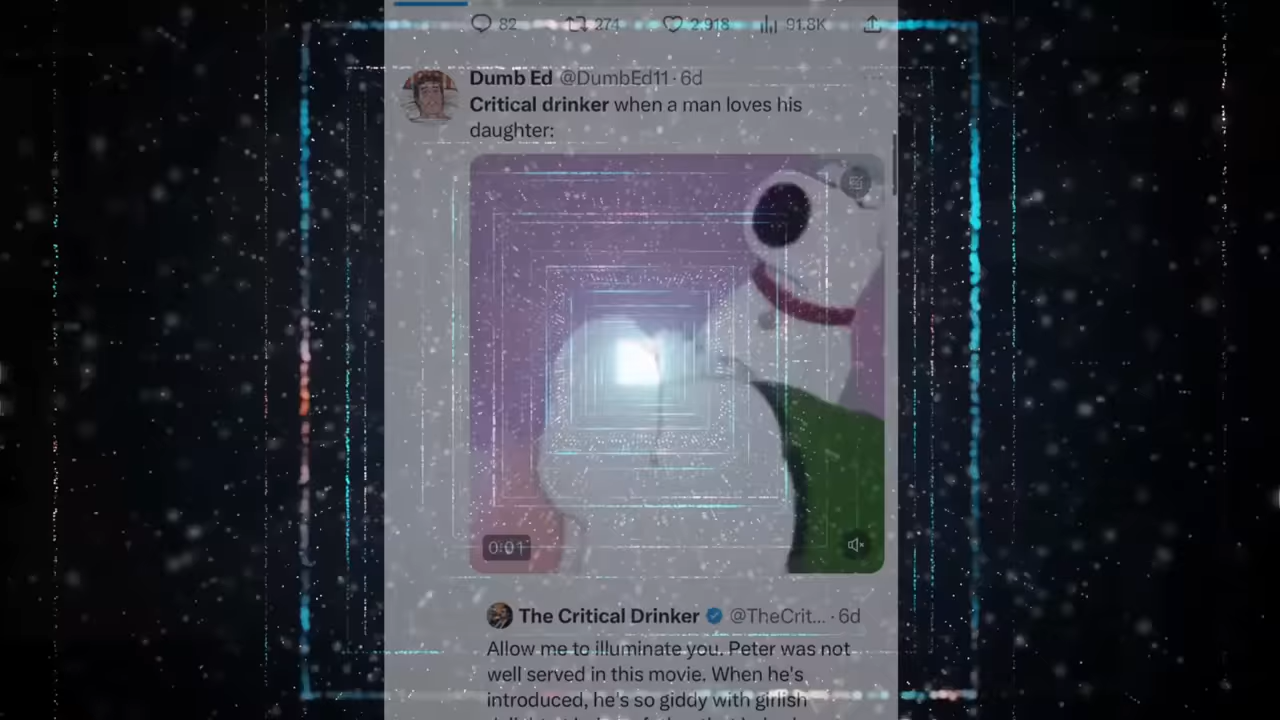 82 274 2,918 91.8K
Dumb Ed @DumbEd11 · 6d
Critical drinker when a man loves his
daughter:
0:01
The Critical Drinker @TheCrit... · 6d
Allow me to illuminate you. Peter was not
well served in this movie. When he's
introduced, he's so giddy with girlish